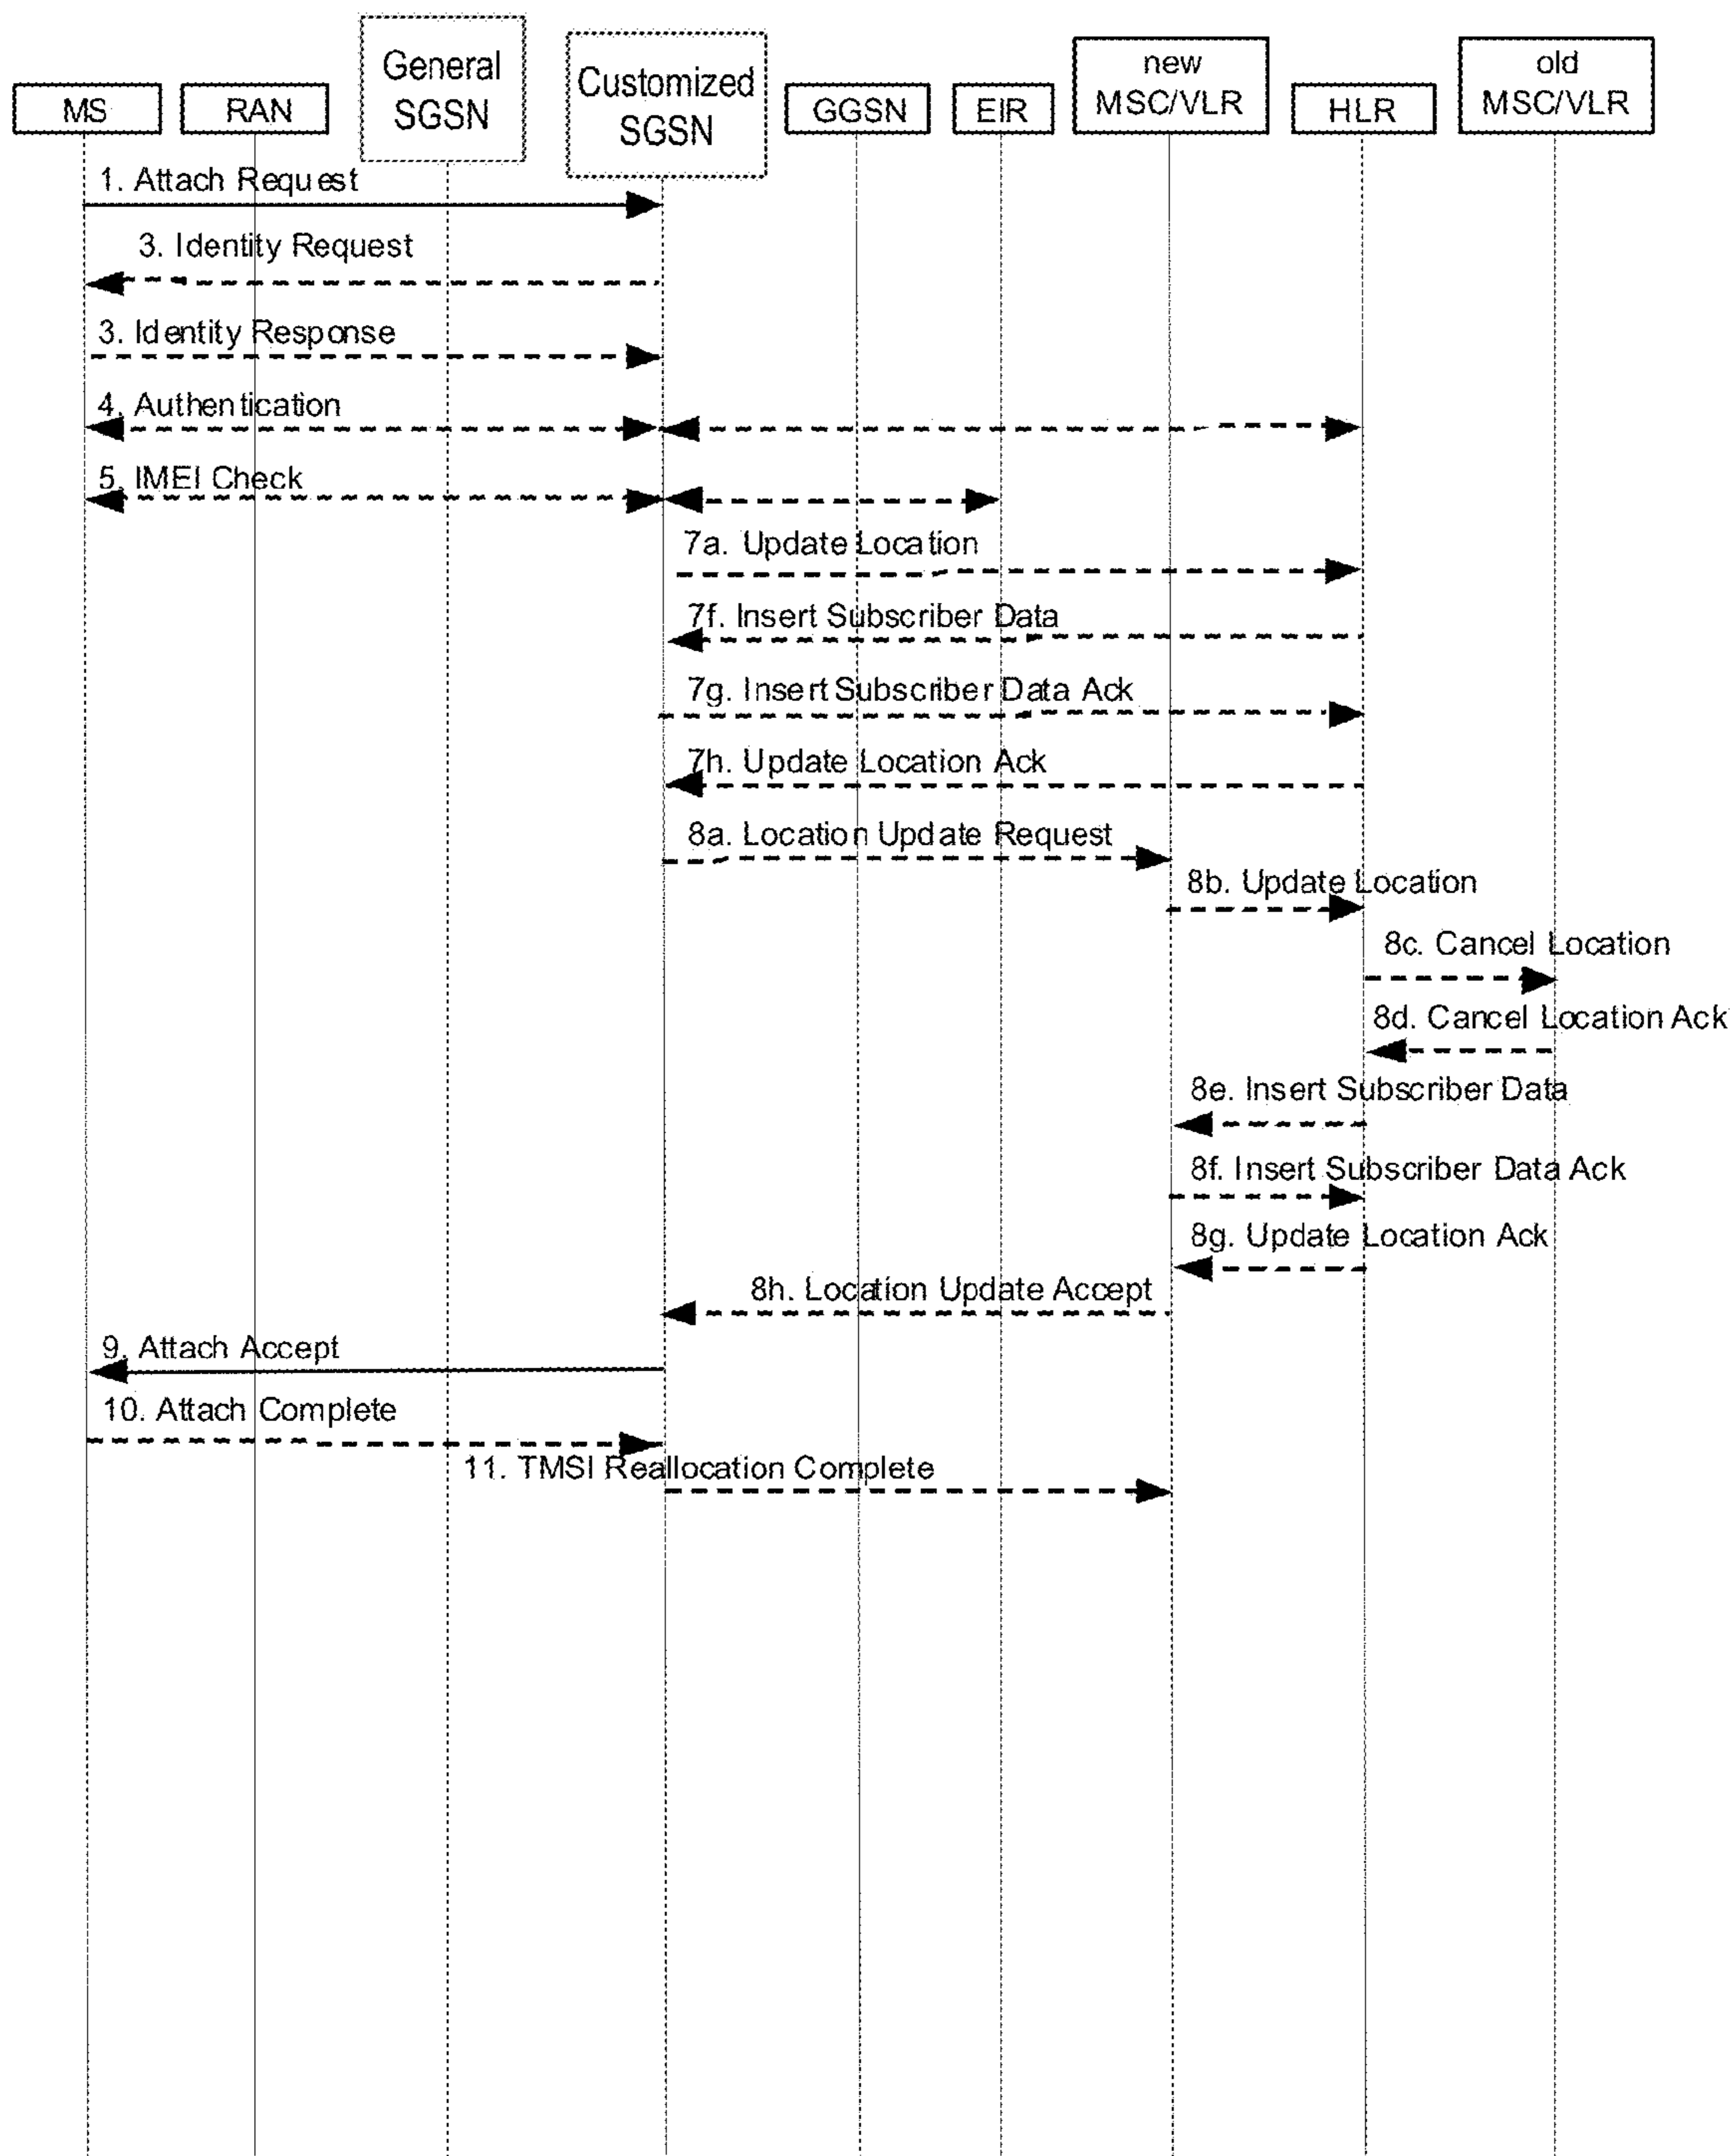 MS
RAN
General
SGSN
Customized
SGSN
GGSN
EIR
new
MSC/VLR
HLR
old
MSC/VLR
1. Attach Request
3. Identity Request
3. Identity Response
4. Authentication
5. IMEI Check
7a. Update Location
7f. Insert Subscriber Data
7g. Insert Subscriber Data Ack
7h. Update Location Ack
8a. Location Update Request
8b. Update Location
8c. Cancel Location
8d. Cancel Location Ack
8e. Insert Subscriber Data
8f. Insert Subscriber Data Ack
8g. Update Location Ack
8h. Location Update Accept
9. Attach Accept
10. Attach Complete
11. TMSI Reallocation Complete